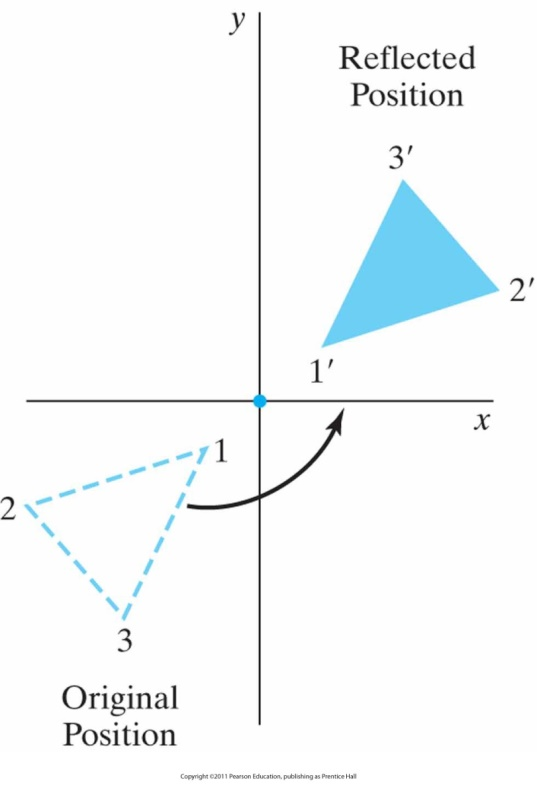 y
Reflected
Position
3′
2′
1′
x
1
2
3
Original
Position
Copyright ©2011 Pearson Education, publishing as Prentice Hall